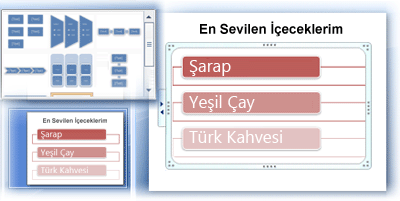 En Sevilen İçeceklerim
Şarap
Yeşil Çay
Türk Kahvesi
En Sevilen İçeceklerim
Şarap
Yeşil Çay
Türk Kahvesi